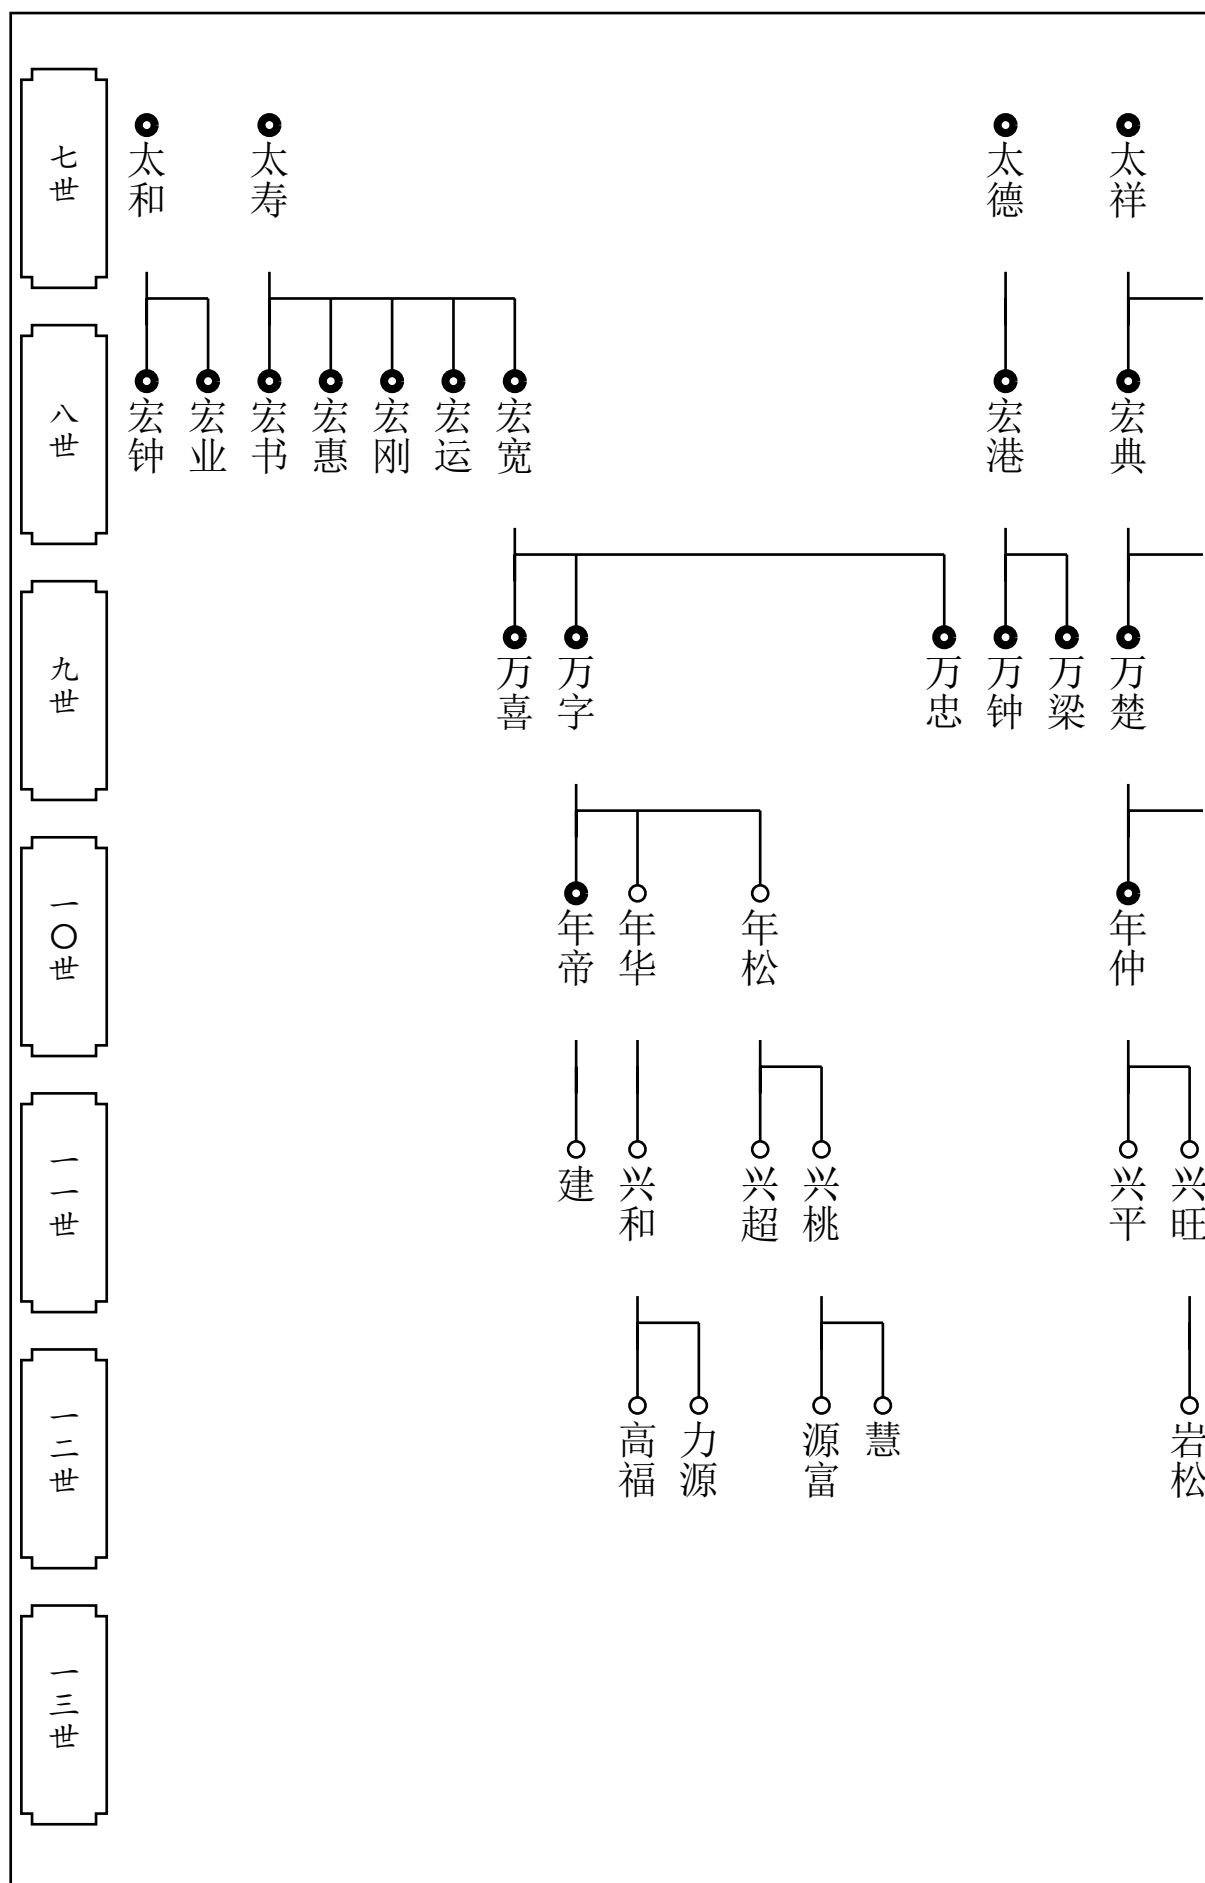 七世
太和
太寿
太德
太祥
八世
宏钟
宏业
宏书
宏惠
宏刚
宏运
宏宽
宏港
宏典
九世
万喜
万字
万忠
万钟
万梁
万楚
一〇世
年帝
年华
年松
年仲
一一世
建
兴和
兴超
兴桃
兴平
兴旺
一二世
高福
力源
源富
慧
岩松
一三世